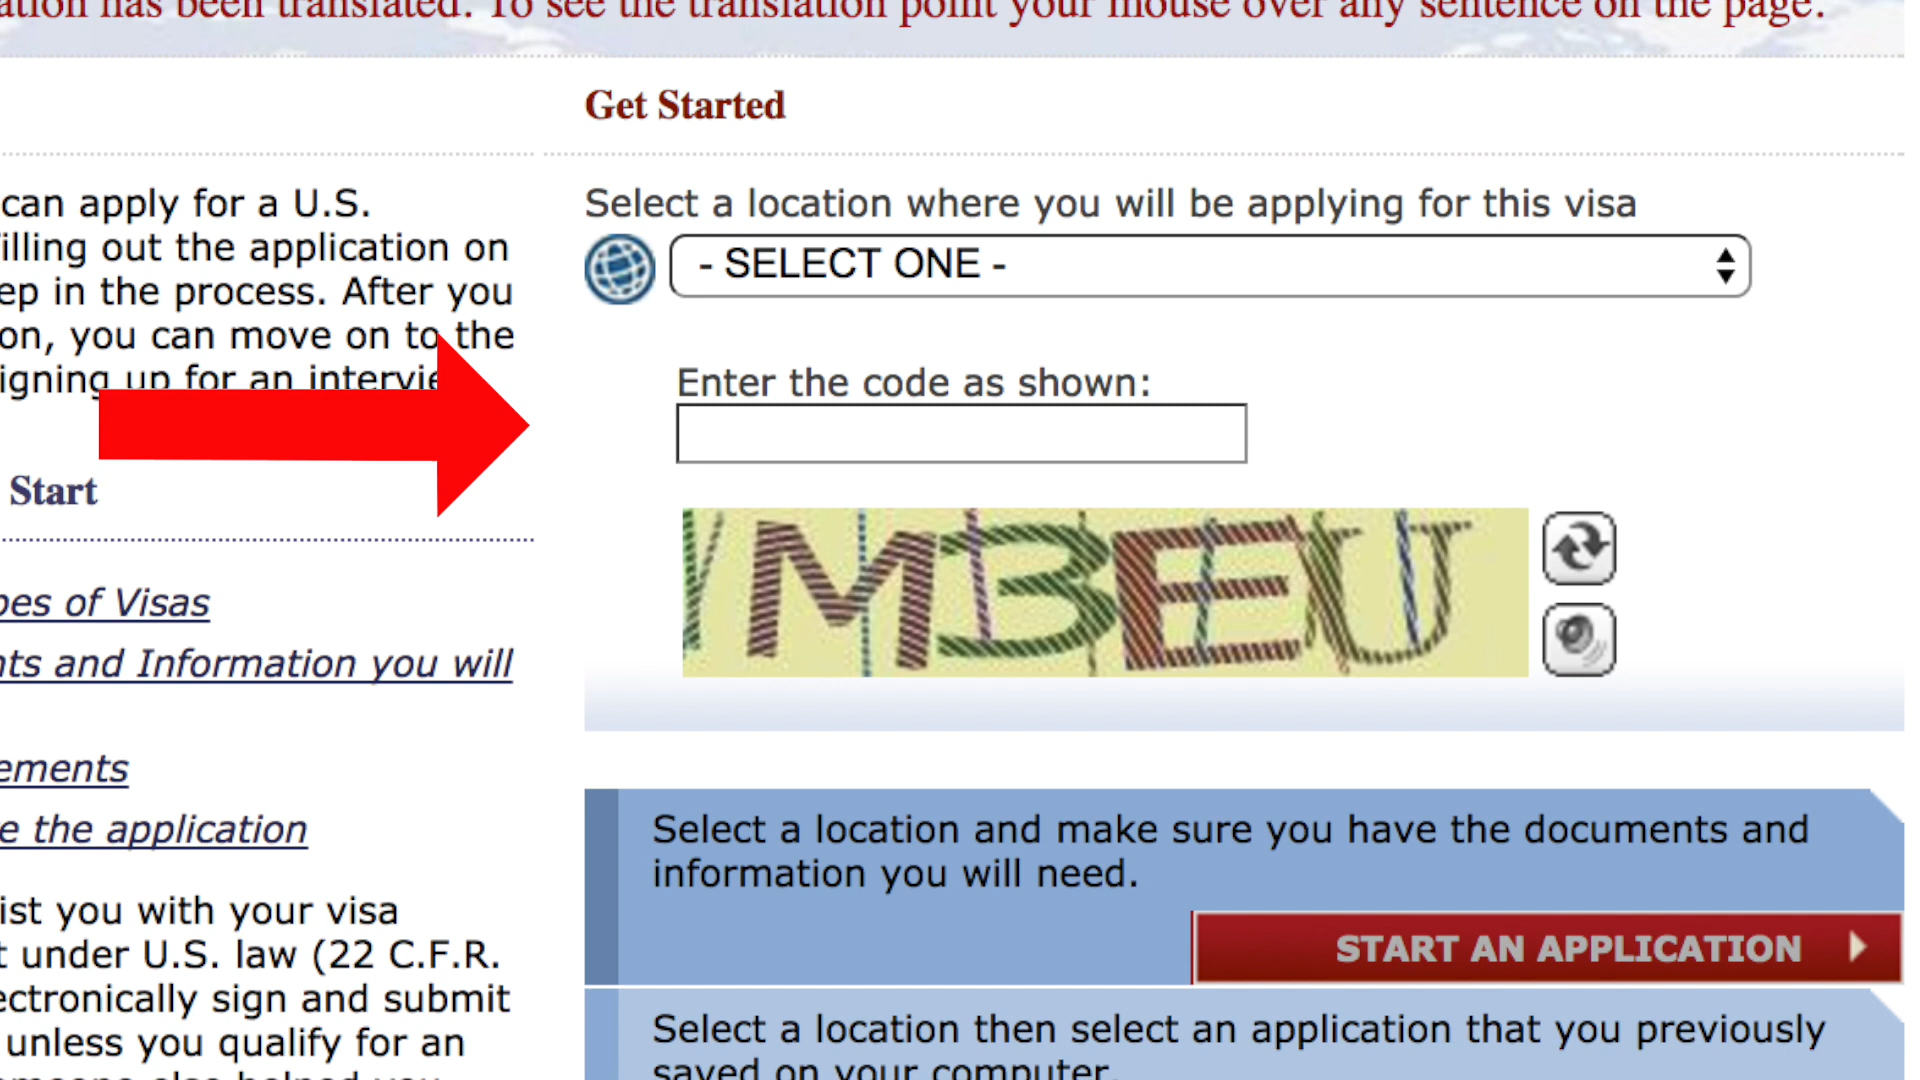 ation has been translated. To see the translation point your mouse over any sentence on the page.
Get Started
can apply for a U.S.
illing out the application on
ep in the process. After you
on, you can move on to the
igning up for an intervie
Start
pes of Visas
nts and Information you will
ements
e the application
ist you with your visa
t under U.S. law (22 C.F.R.
ectronically sign and submit
unless you qualify for an
Select a location where you will be applying for this visa
- SELECT ONE -
Enter the code as shown:
Select a location and make sure you have the documents and
information you will need.
START AN APPLICATION
Select a location then select an application that you previously
saved on your computer.